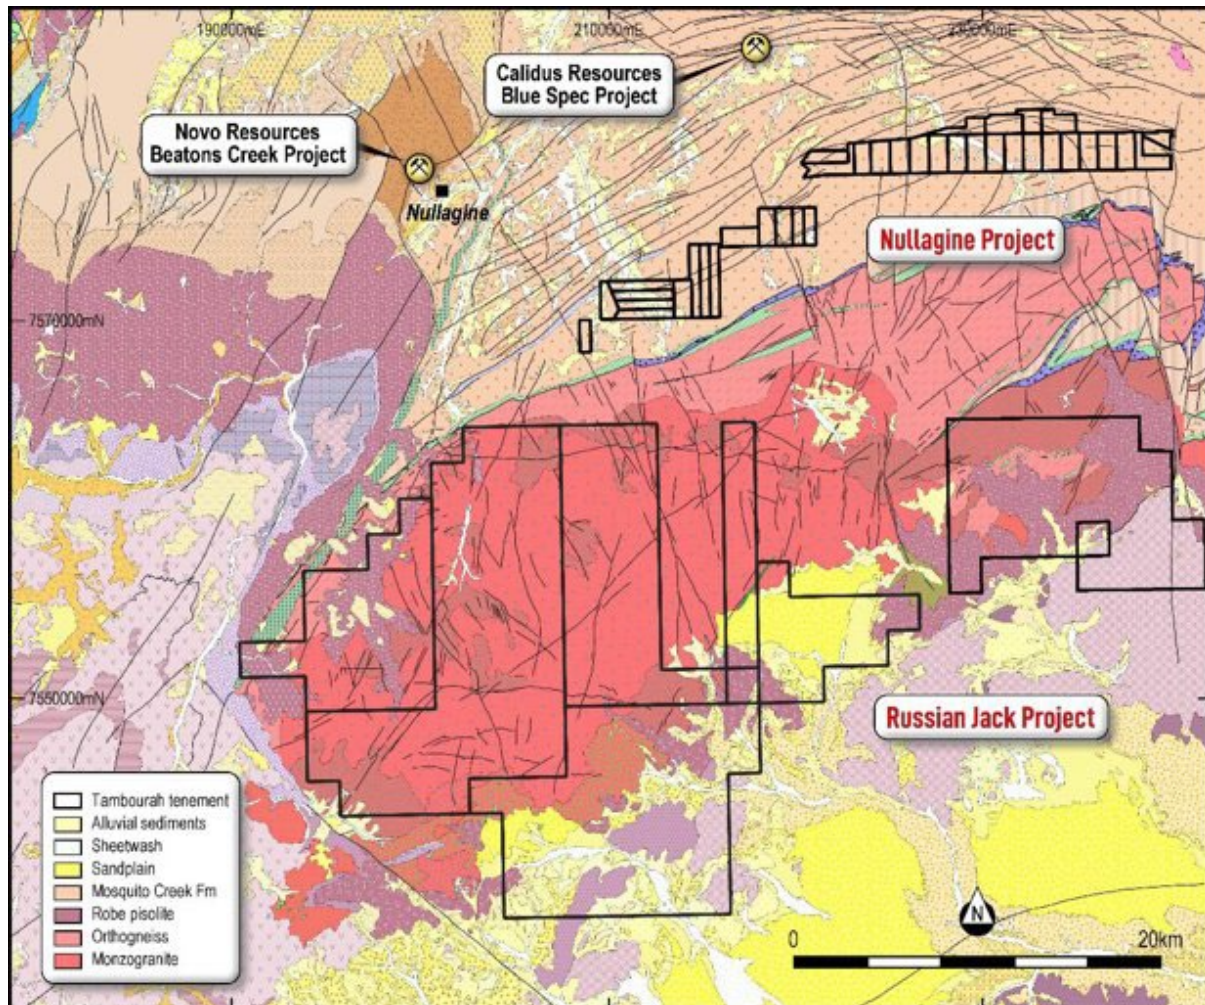 190000mE
210000mE
230000mE
Calidus Resources
Blue Spec Project
Novo Resources
Beatons Creek Project
Nullagine
Nullagine Project
7570000mN
7550000mN
Russian Jack Project
Tambourah tenement
Alluvial sediments
Sheetwash
Sandplain
Mosquito Creek Fm
Robe pisolite
Orthogneiss
Monzogranite
N
0
20km